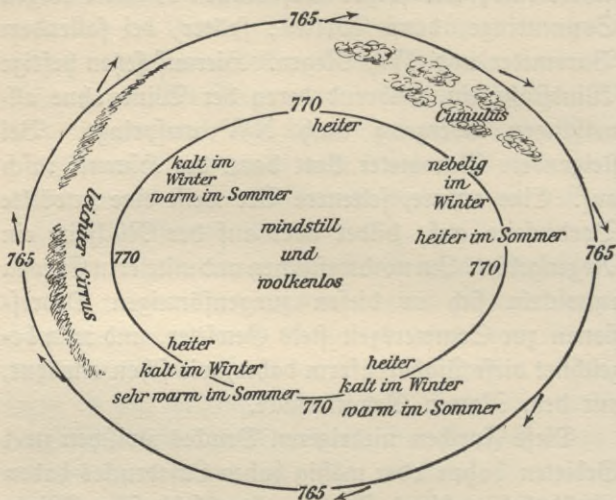 765
770
heiter
Cumulus
kalt im
Winter
warm im Sommer
nebelig
im
Winter
leichter Cirrus
windstill
und
wolkenlos
heiter im Sommer
765
770
770
765
heiter
kalt im Winter
sehr warm im Sommer
heiter
kalt im Winter
warm im Sommer
770
765